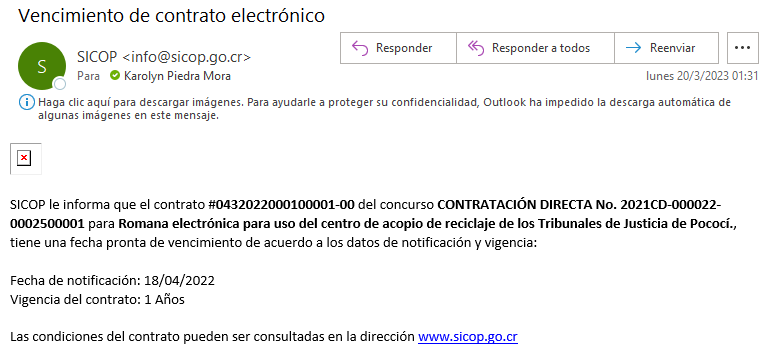 Vencimiento de contrato electrónico
S
SICOP <info@sicop.go.cr>
Para Karolyn Piedra Mora
Responder
Responder a todos
Reenviar
...
lunes 20/3/2023 01:31
Haga clic aquí para descargar imágenes. Para ayudarle a proteger su confidencialidad, Outlook ha impedido la descarga automática de
algunas imágenes en este mensaje.
SICOP le informa que el contrato #0432022000100001-00 del concurso CONTRATACIÓN DIRECTA No. 2021CD-000022-
0002500001 para Romana electrónica para uso del centro de acopio de reciclaje de los Tribunales de Justicia de Pococí.,
tiene una fecha pronta de vencimiento de acuerdo a los datos de notificación y vigencia:
Fecha de notificación: 18/04/2022
Vigencia del contrato: 1 Años
Las condiciones del contrato pueden ser consultadas en la dirección www.sicop.go.cr